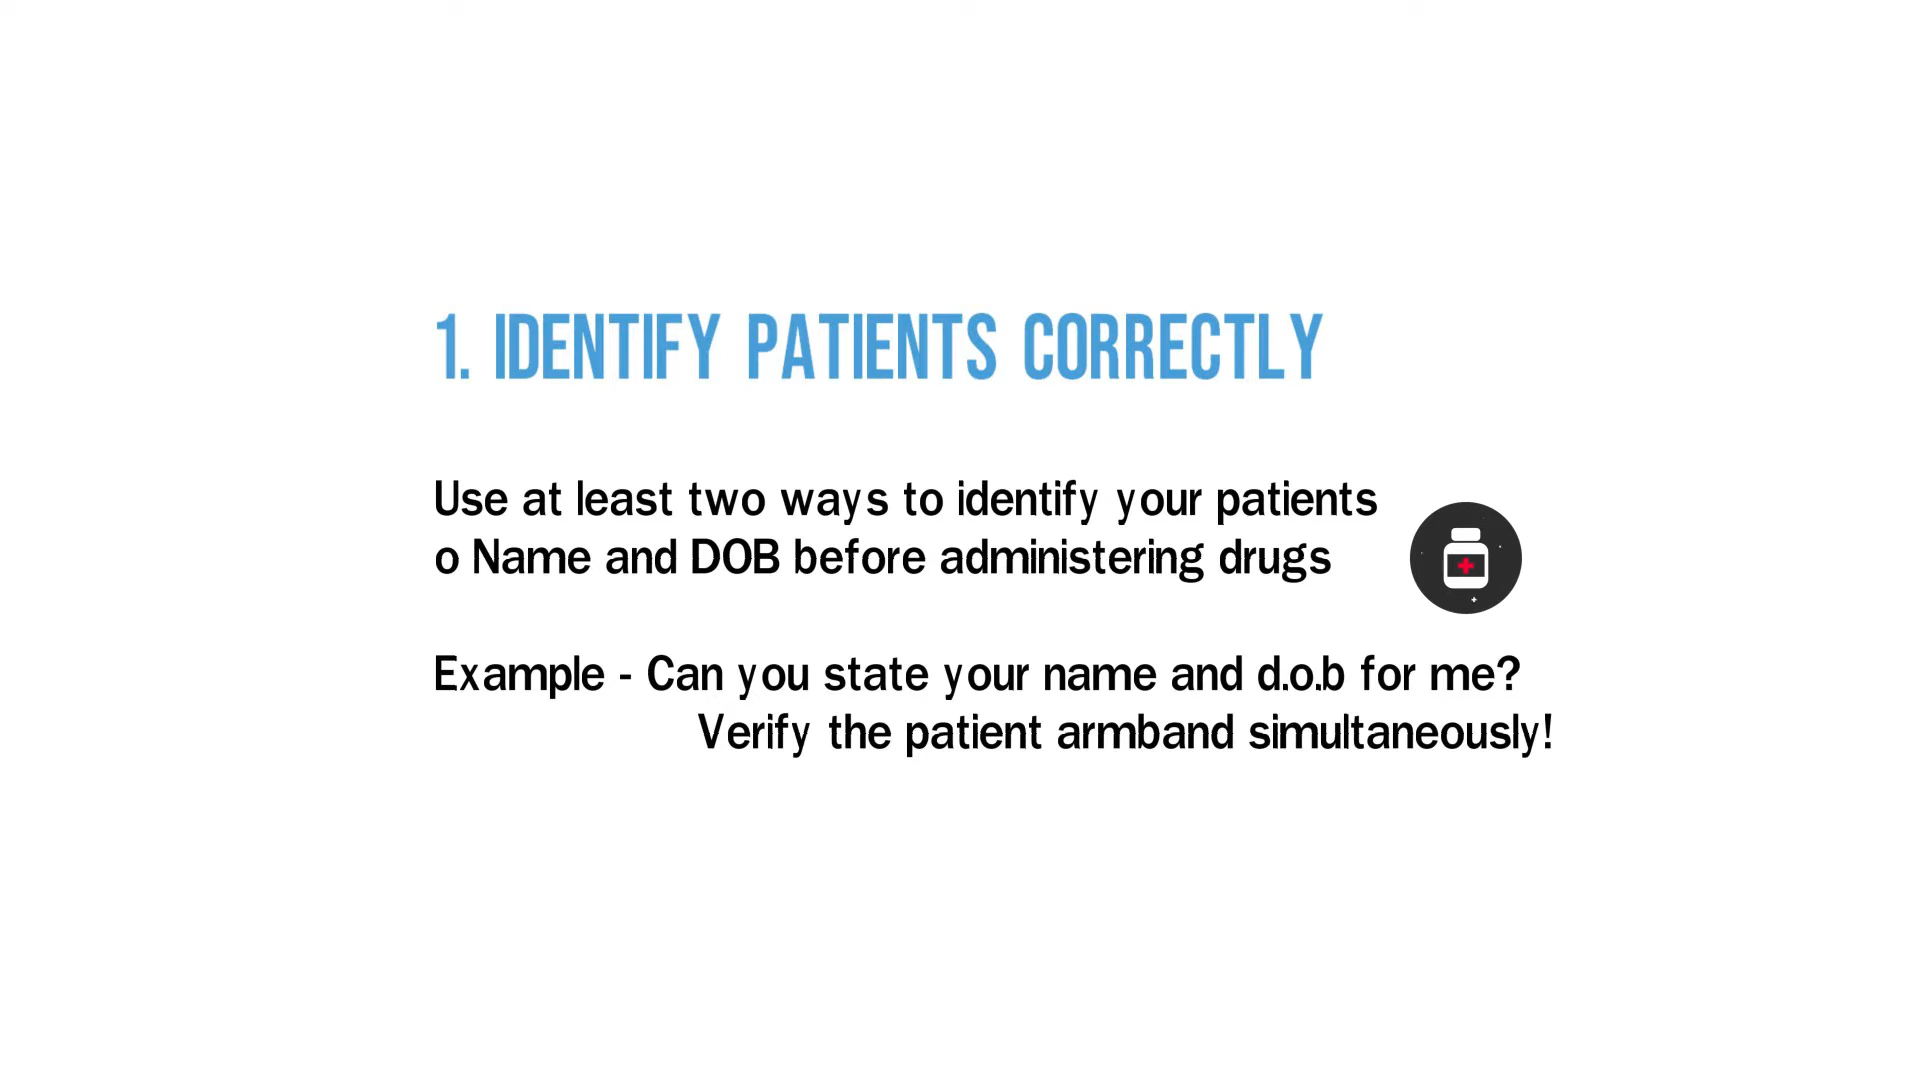 1. IDENTIFY PATIENTS CORRECTLY
Use at least two ways to identify your patients
o Name and DOB before administering drugs
Example - Can you state your name and d.o.b for me?
Verify the patient armband simultaneously!